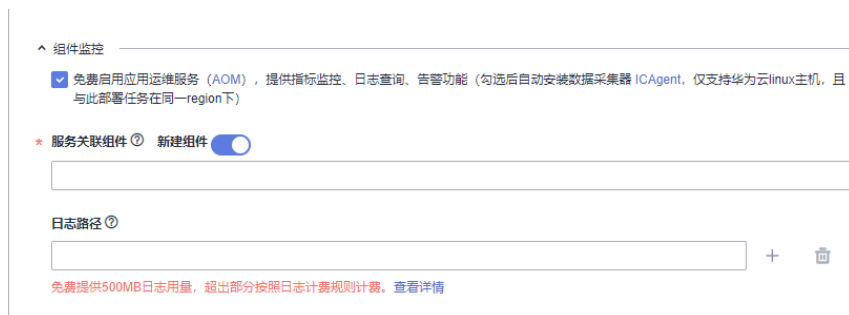 组件监控
免费启用应用运维服务（AOM），提供指标监控、日志查询、告警功能（勾选后自动安装数据采集器 ICAgent，仅支持华为云linux主机，且
与此部署任务在同一region下）
* 服务关联组件 ? 新建组件
日志路径 ?
免费提供500MB日志用量，超出部分按照日志计费规则计费。查看详情